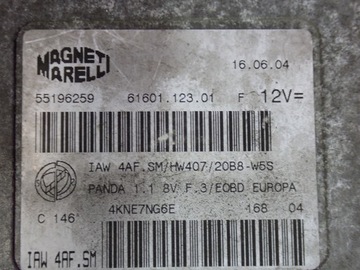 MAGNETI
MARELLI
16.06.04
55196259 61601.123.01 F 12V=
IAW 4AF.SM/HW407/20B8-W5S
PANDA 1.1 8V F.3/EOBD EUROPA
C 146 4KNE7NG6E 168 04
IAW 4AF.SM